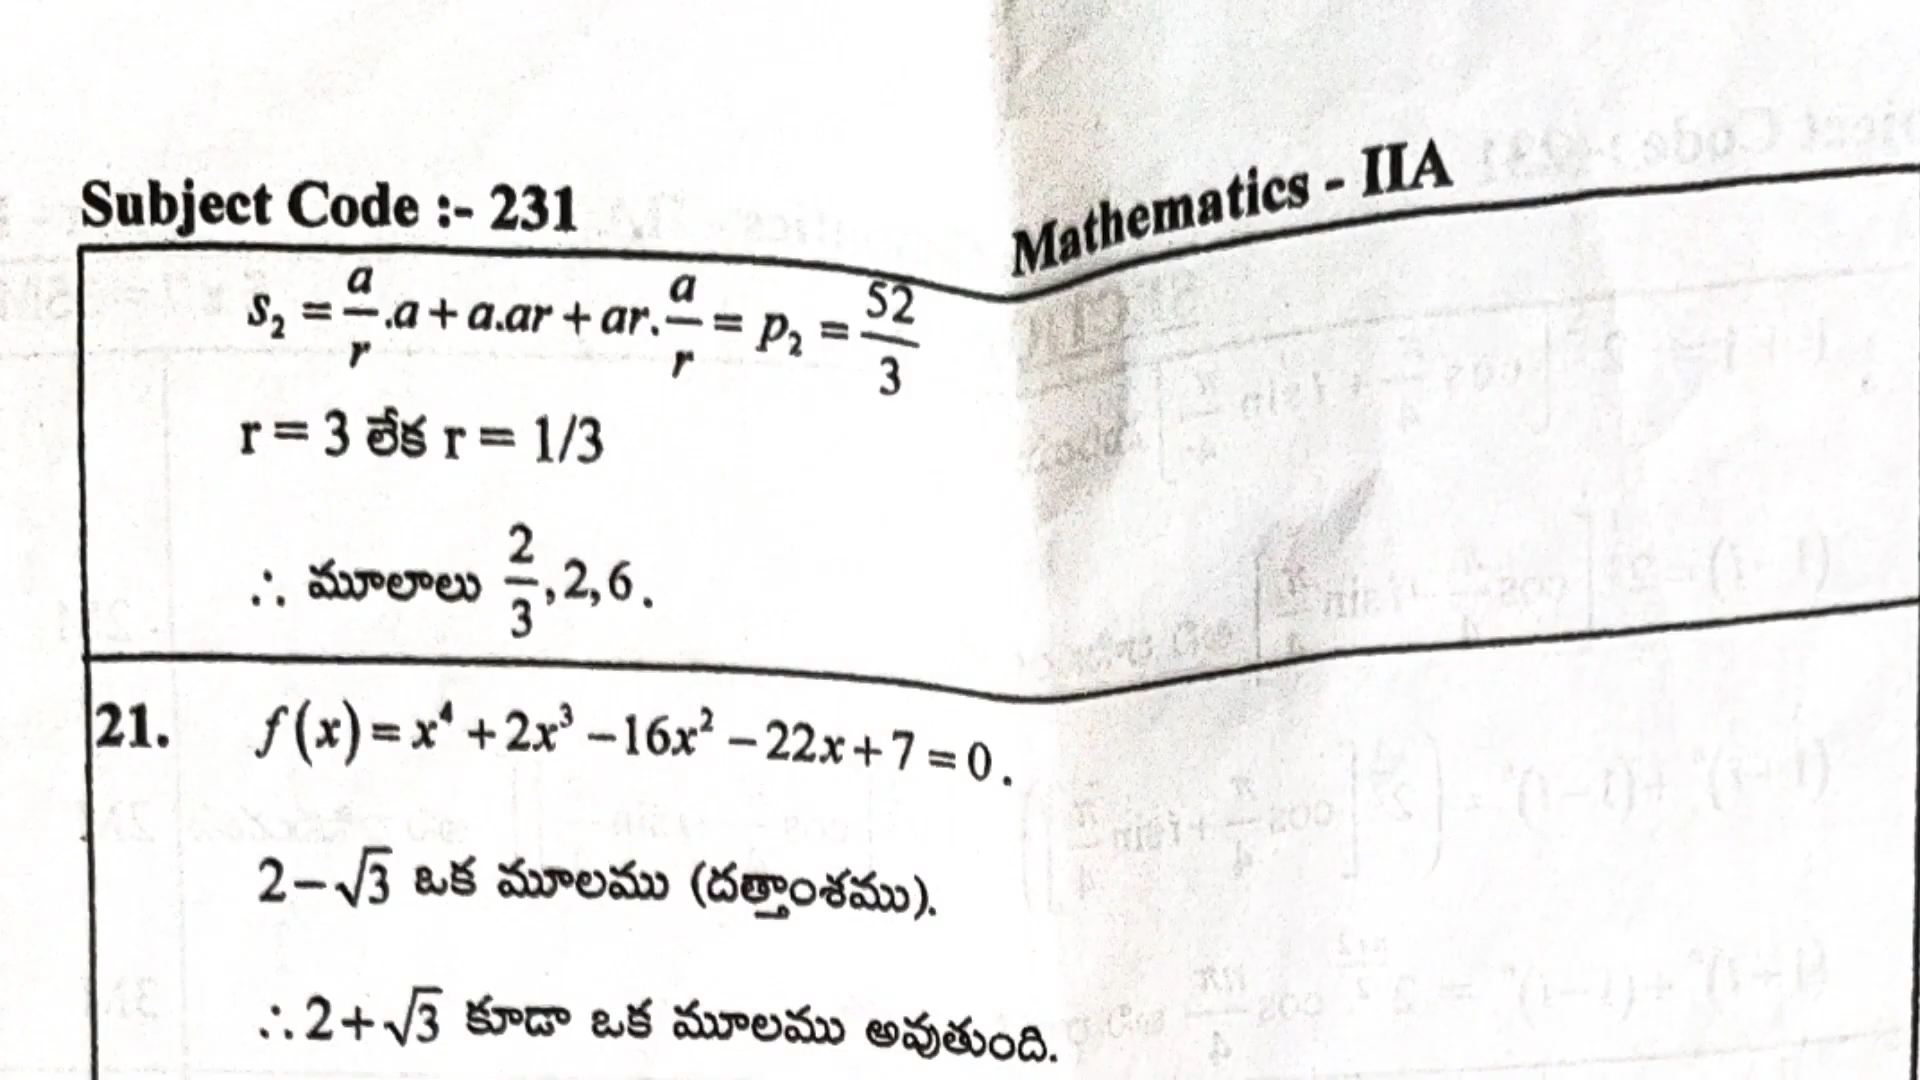 Subject Code :- 231 Mathematics - IIA
s₂ = a/r .a + a.ar + ar. a/r = p₂ = 52/3
r = 3 లేక r = 1/3
∴ మూలాలు 2/3, 2, 6.
21. f(x) = x⁴ + 2x³ − 16x² − 22x + 7 = 0.
2 − √3 ఒక మూలము (దత్తాంశము).
∴ 2 + √3 కూడా ఒక మూలము అవుతుంది.